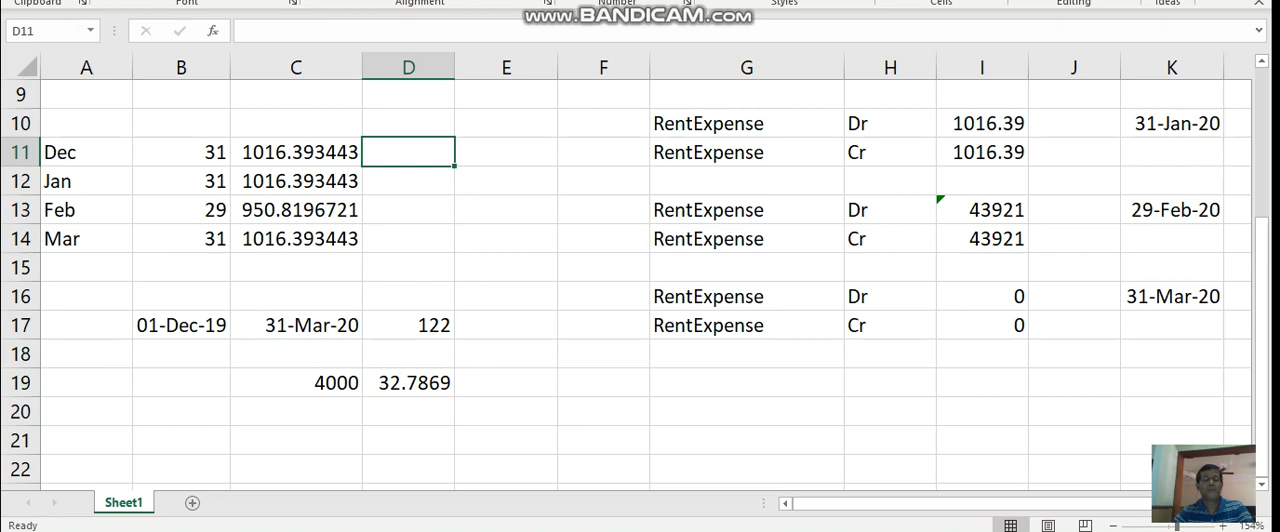 Clipboard Font Alignment Number Styles Cells Editing Ideas
www.BANDICAM.com
D11 fx
A B C D E F G H I J K
9
10 RentExpense Dr 1016.39 31-Jan-20
11 Dec 31 1016.393443 RentExpense Cr 1016.39
12 Jan 31 1016.393443
13 Feb 29 950.8196721 RentExpense Dr 43921 29-Feb-20
14 Mar 31 1016.393443 RentExpense Cr 43921
15
16 RentExpense Dr 0 31-Mar-20
17 01-Dec-19 31-Mar-20 122 RentExpense Cr 0
18
19 4000 32.7869
20
21
22
Sheet1
Ready 154%